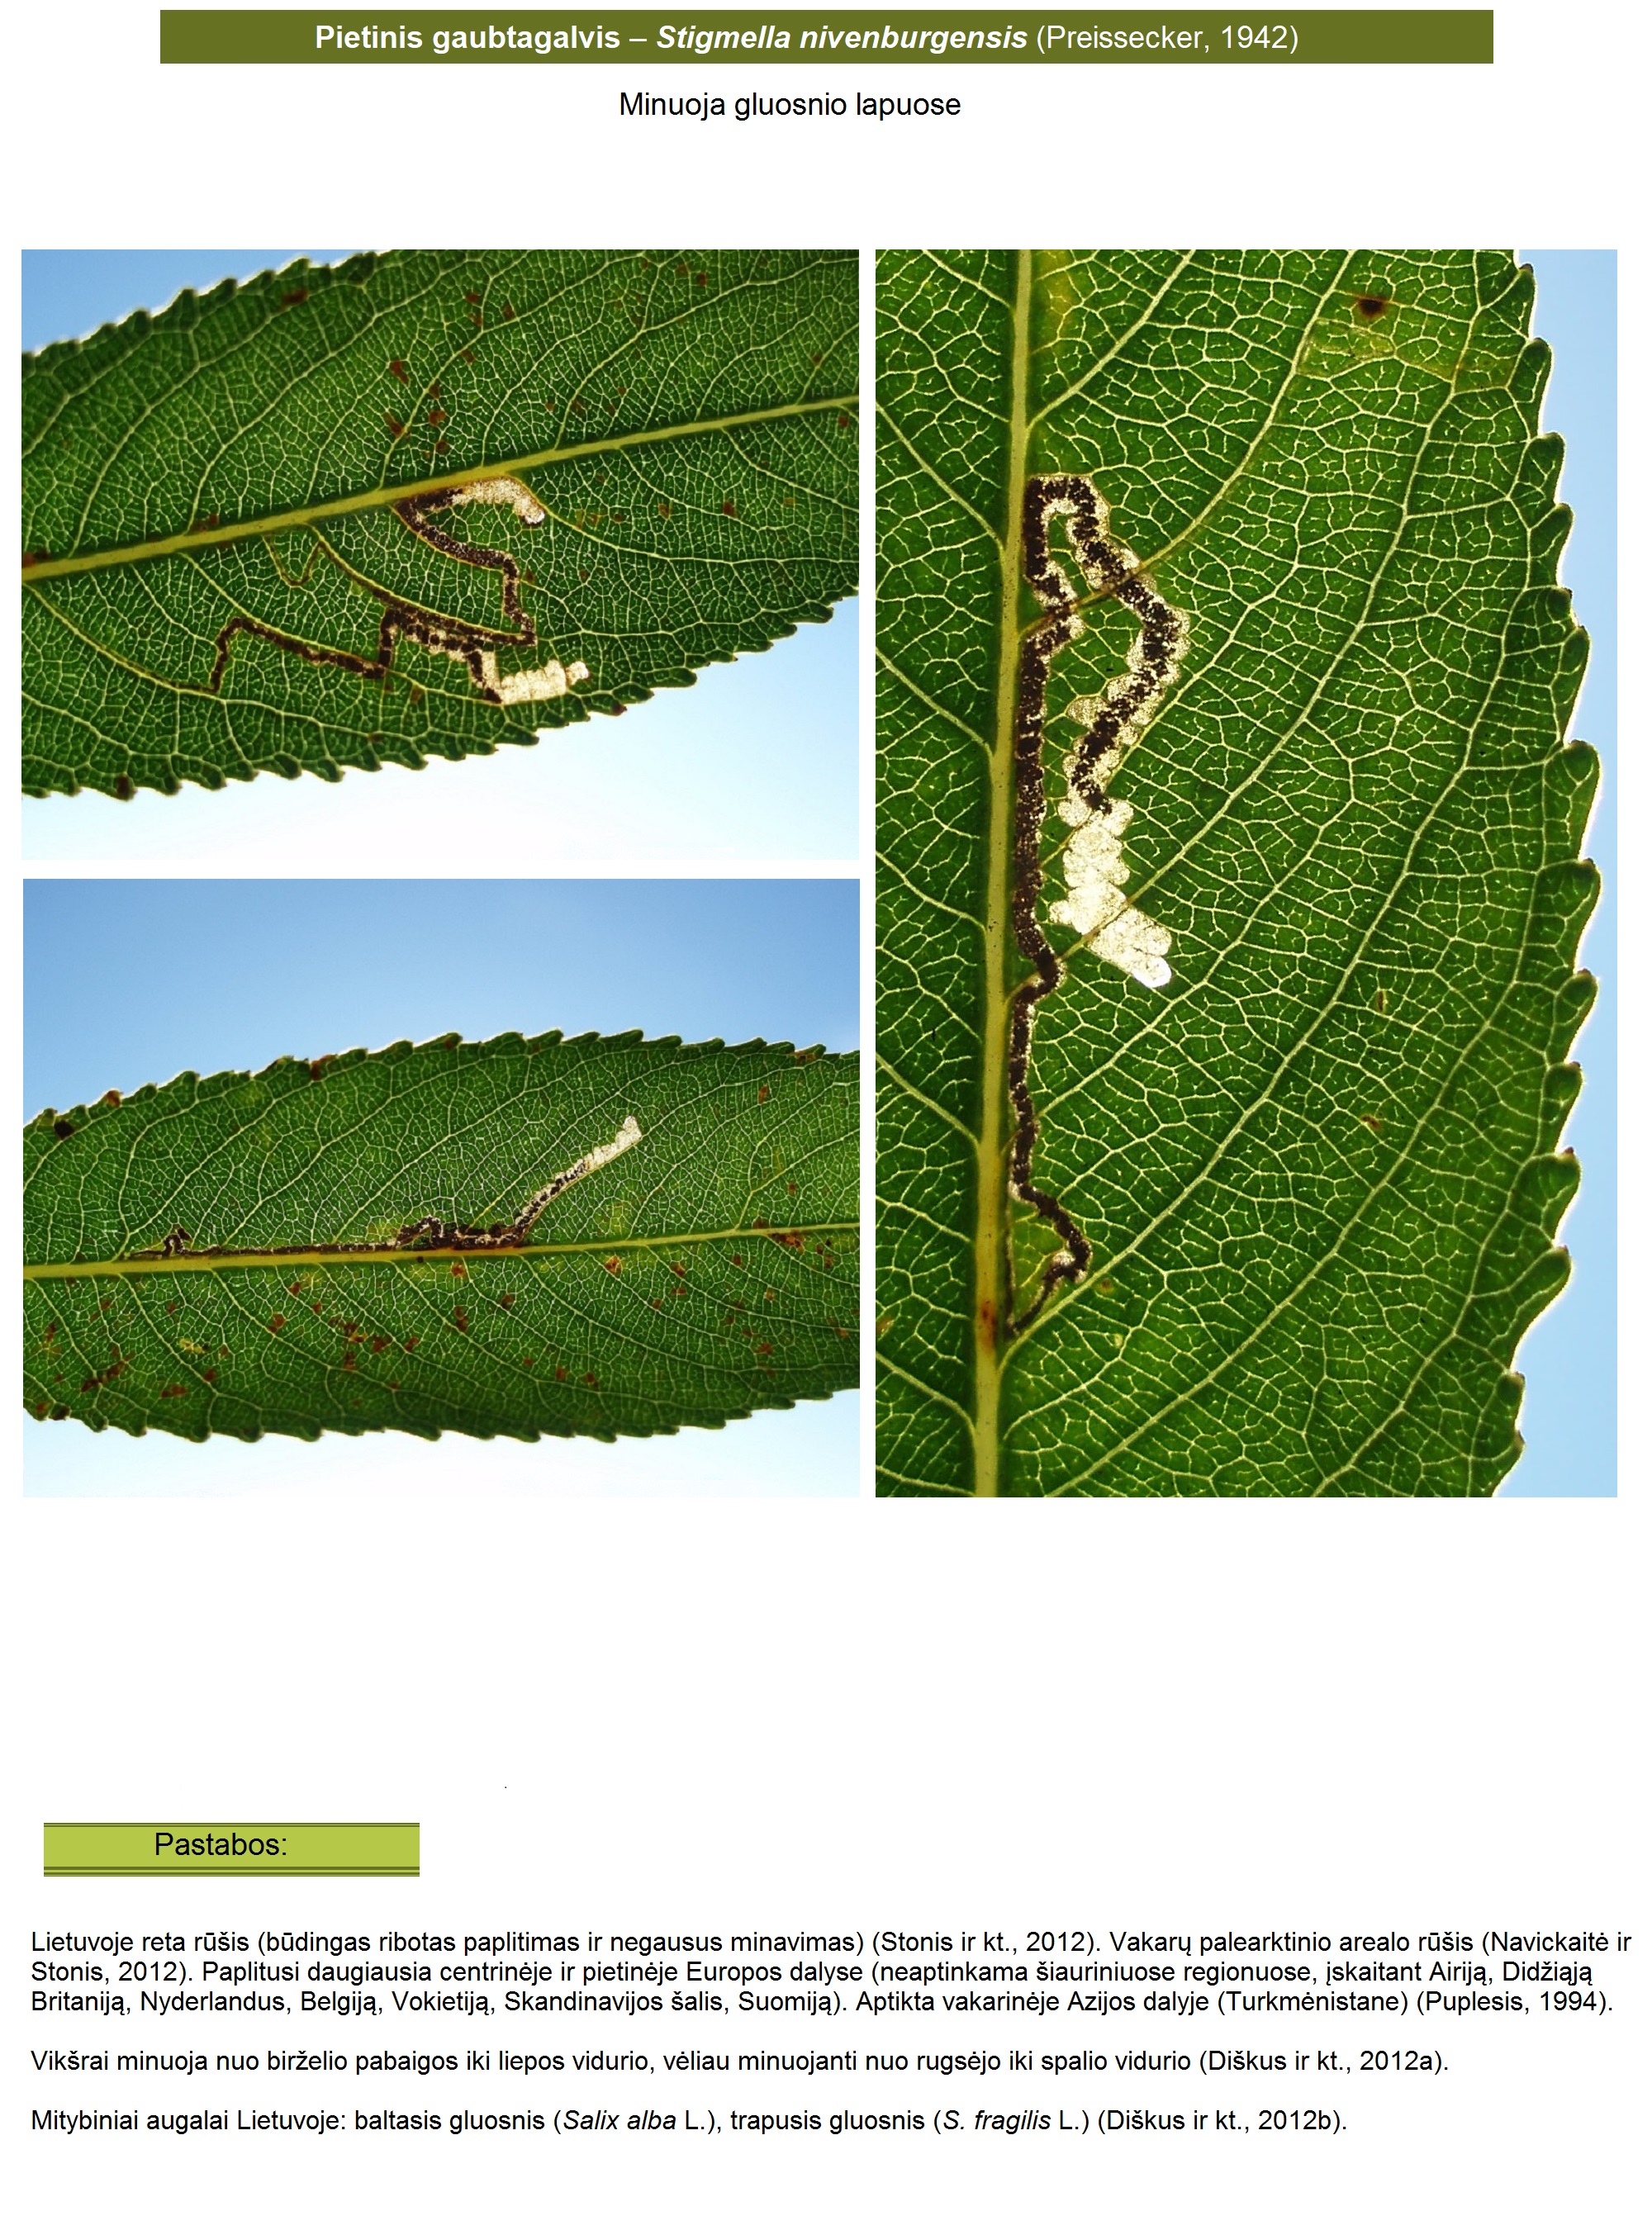 Pietinis gaubtagalvis – Stigmella nivenburgensis (Preissecker, 1942)
Minuoja gluosnio lapuose
Pastabos:
Lietuvoje reta rūšis (būdingas ribotas paplitimas ir negausus minavimas) (Stonis ir kt., 2012). Vakarų palearktinio arealo rūšis (Navickaitė ir
Stonis, 2012). Paplitusi daugiausia centrinėje ir pietinėje Europos dalyse (neaptinkama šiauriniuose regionuose, įskaitant Airiją, Didžiąją
Britaniją, Nyderlandus, Belgiją, Vokietiją, Skandinavijos šalis, Suomiją). Aptikta vakarinėje Azijos dalyje (Turkmėnistane) (Puplesis, 1994).
Vikšrai minuoja nuo birželio pabaigos iki liepos vidurio, vėliau minuojanti nuo rugsėjo iki spalio vidurio (Diškus ir kt., 2012a).
Mitybiniai augalai Lietuvoje: baltasis gluosnis (Salix alba L.), trapusis gluosnis (S. fragilis L.) (Diškus ir kt., 2012b).